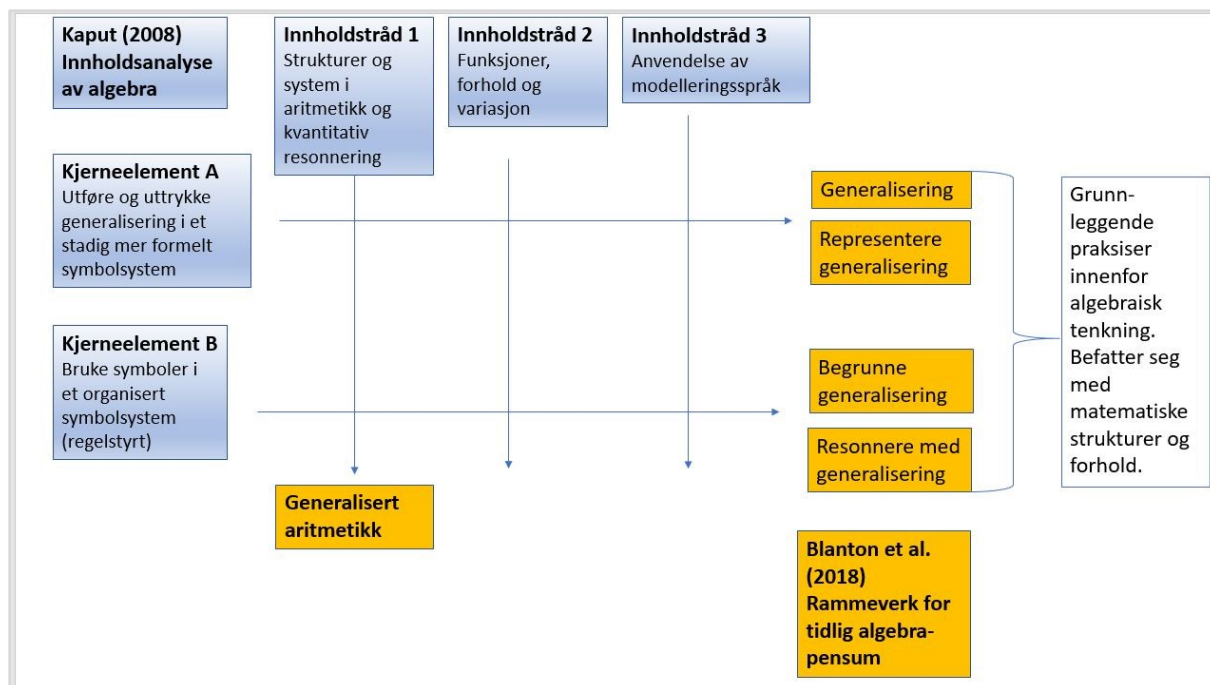 Kaput (2008)
Innholdsanalyse
av algebra
Innholdstråd 1
Strukturer og
system i
aritmetikk og
kvantitativ
resonnering
Innholdstråd 2
Funksjoner,
forhold og
variasjon
Innholdstråd 3
Anvendelse av
modelleringsspråk
Kjerneelement A
Utføre og uttrykke
generalisering i et
stadig mer formelt
symbolsystem
Generalisering
Representere
generalisering
Kjerneelement B
Bruke symboler i
et organisert
symbolsystem
(regelstyrt)
Begrunne
generalisering
Resonnere med
generalisering
Grunn-
leggende
praksiser
innenfor
algebraisk
tenkning.
Befatter seg
med
matematiske
strukturer og
forhold.
Generalisert
aritmetikk
Blanton et al.
(2018)
Rammeverk for
tidlig algebra-
pensum